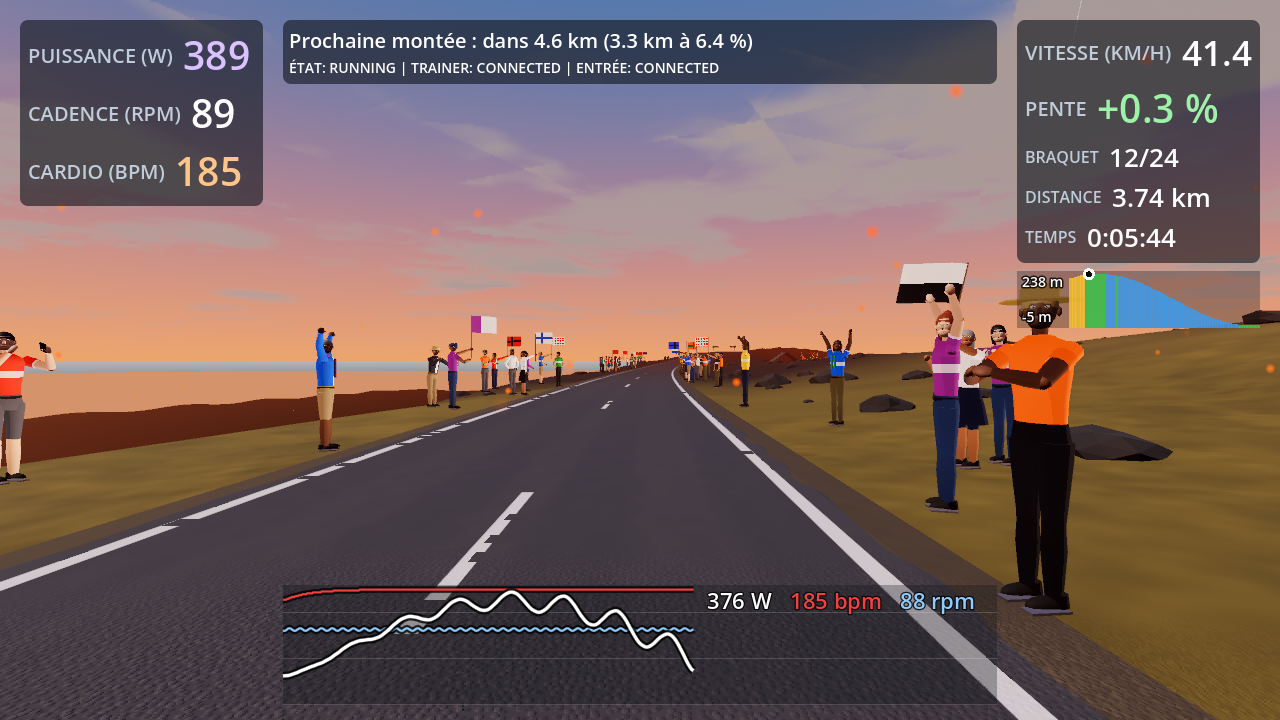 PUISSANCE (W) 389
CADENCE (RPM) 89
CARDIO (BPM) 185
Prochaine montée : dans 4.6 km (3.3 km à 6.4 %)
ÉTAT: RUNNING | TRAINER: CONNECTED | ENTRÉE: CONNECTED
VITESSE (KM/H) 41.4
PENTE +0.3 %
BRAQUET 12/24
DISTANCE 3.74 km
TEMPS 0:05:44
238 m
-5 m
376 W 185 bpm 88 rpm